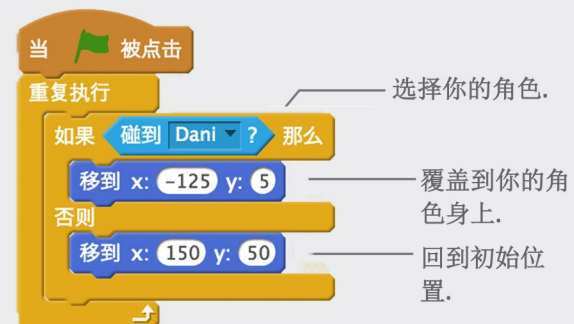 当 被点击
重复执行
选择你的角色.
如果 碰到 Dani ? 那么
移到 x: -125 y: 5
覆盖到你的角
色身上.
否则
移到 x: 150 y: 50
回到初始位
置.